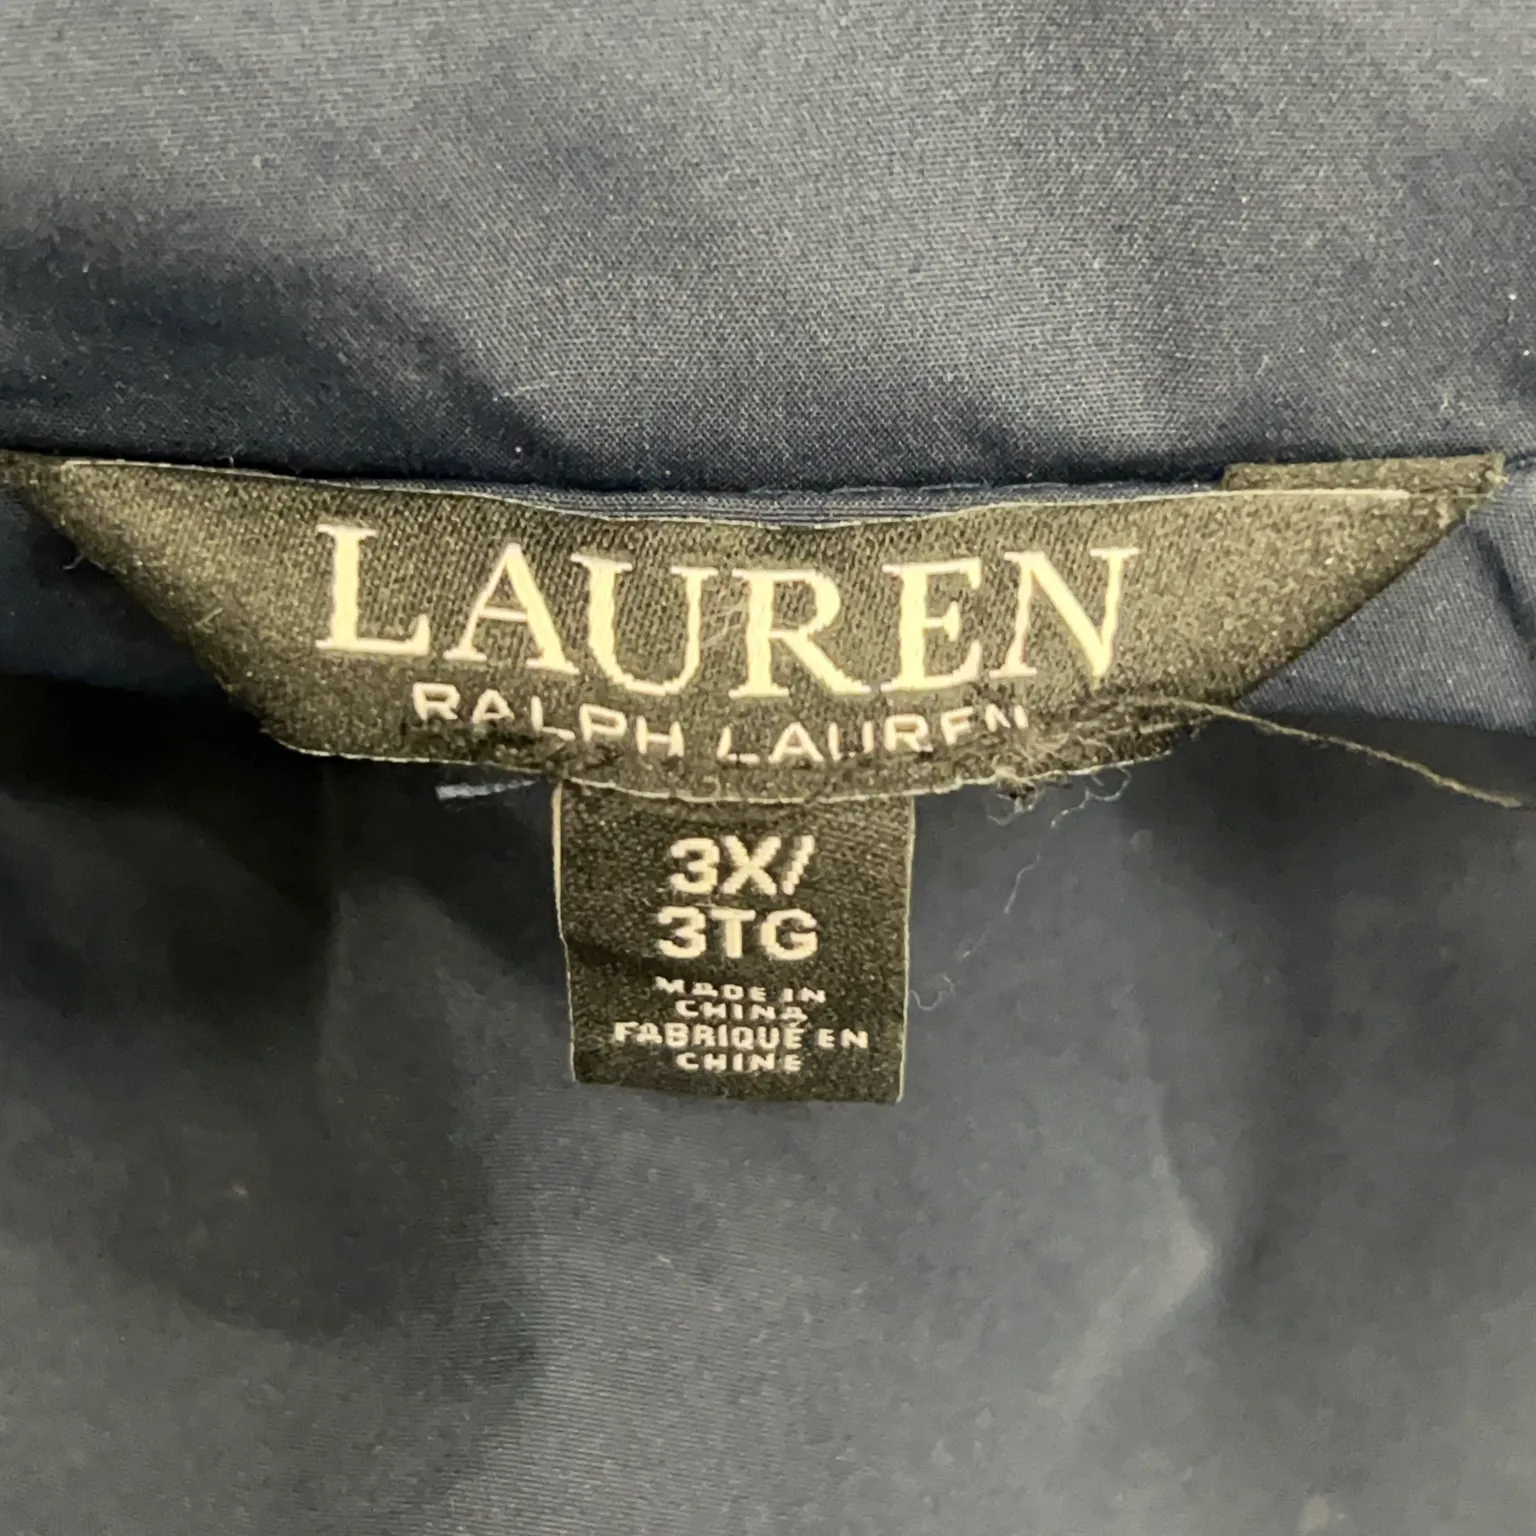 LAUREN
RALPH LAUREN
3X/
3TG
MADE IN
CHINA
FABRIQUÉ EN
CHINE